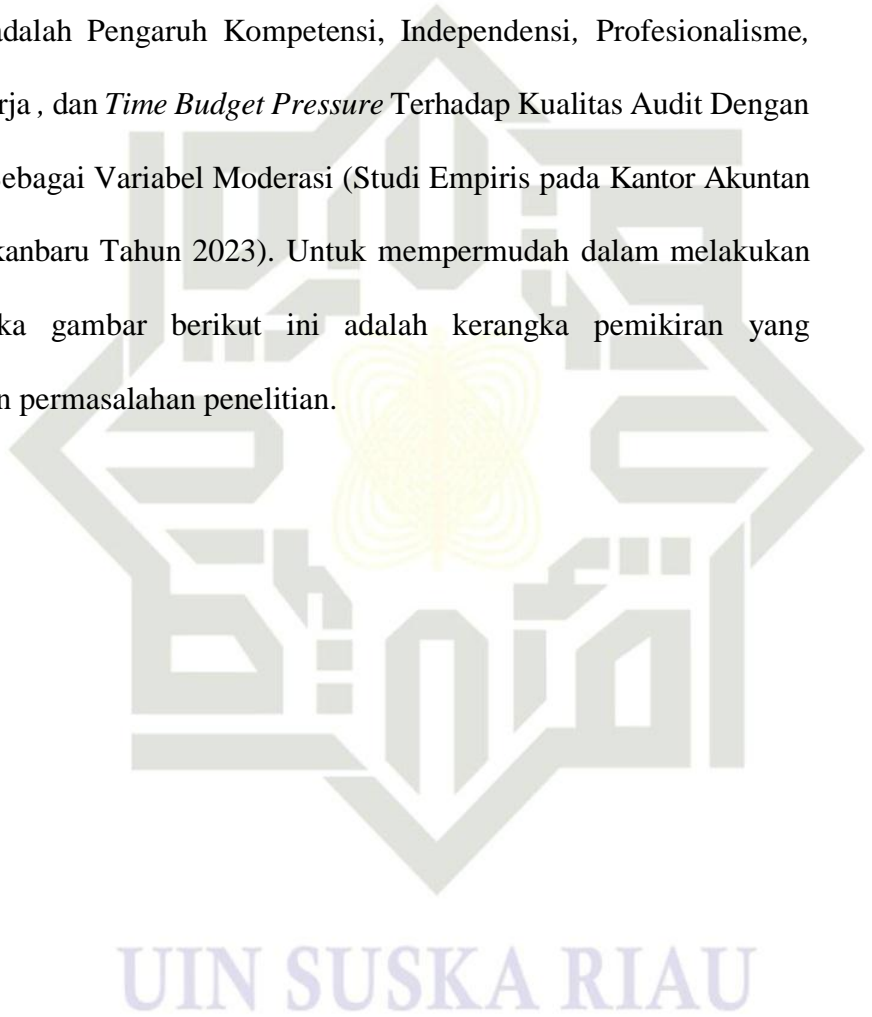 adalah Pengaruh Kompetensi, Independensi, Profesionalisme,
rja , dan Time Budget Pressure Terhadap Kualitas Audit Dengan
ebagai Variabel Moderasi (Studi Empiris pada Kantor Akuntan
kanbaru Tahun 2023). Untuk mempermudah dalam melakukan
ka gambar berikut ini adalah kerangka pemikiran yang
n permasalahan penelitian.
UIN SUSKA RIAU